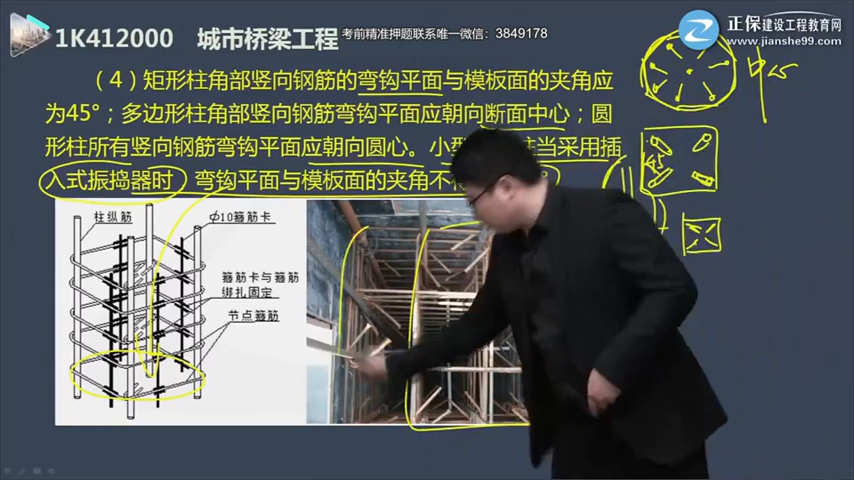 1K412000 城市桥梁工程
考前精准押题联系唯一微信：3849178
正保建设工程教育网
www.jianshe99.com
（4）矩形柱角部竖向钢筋的弯钩平面与模板面的夹角应
为45°；多边形柱角部竖向钢筋弯钩平面应朝向断面中心；圆
形柱所有竖向钢筋弯钩平面应朝向圆心。小型 当采用插
入式振捣器时 弯钩平面与模板面的夹角不
柱纵筋
Φ10箍筋卡
箍筋卡与箍筋
绑扎固定
节点箍筋
45